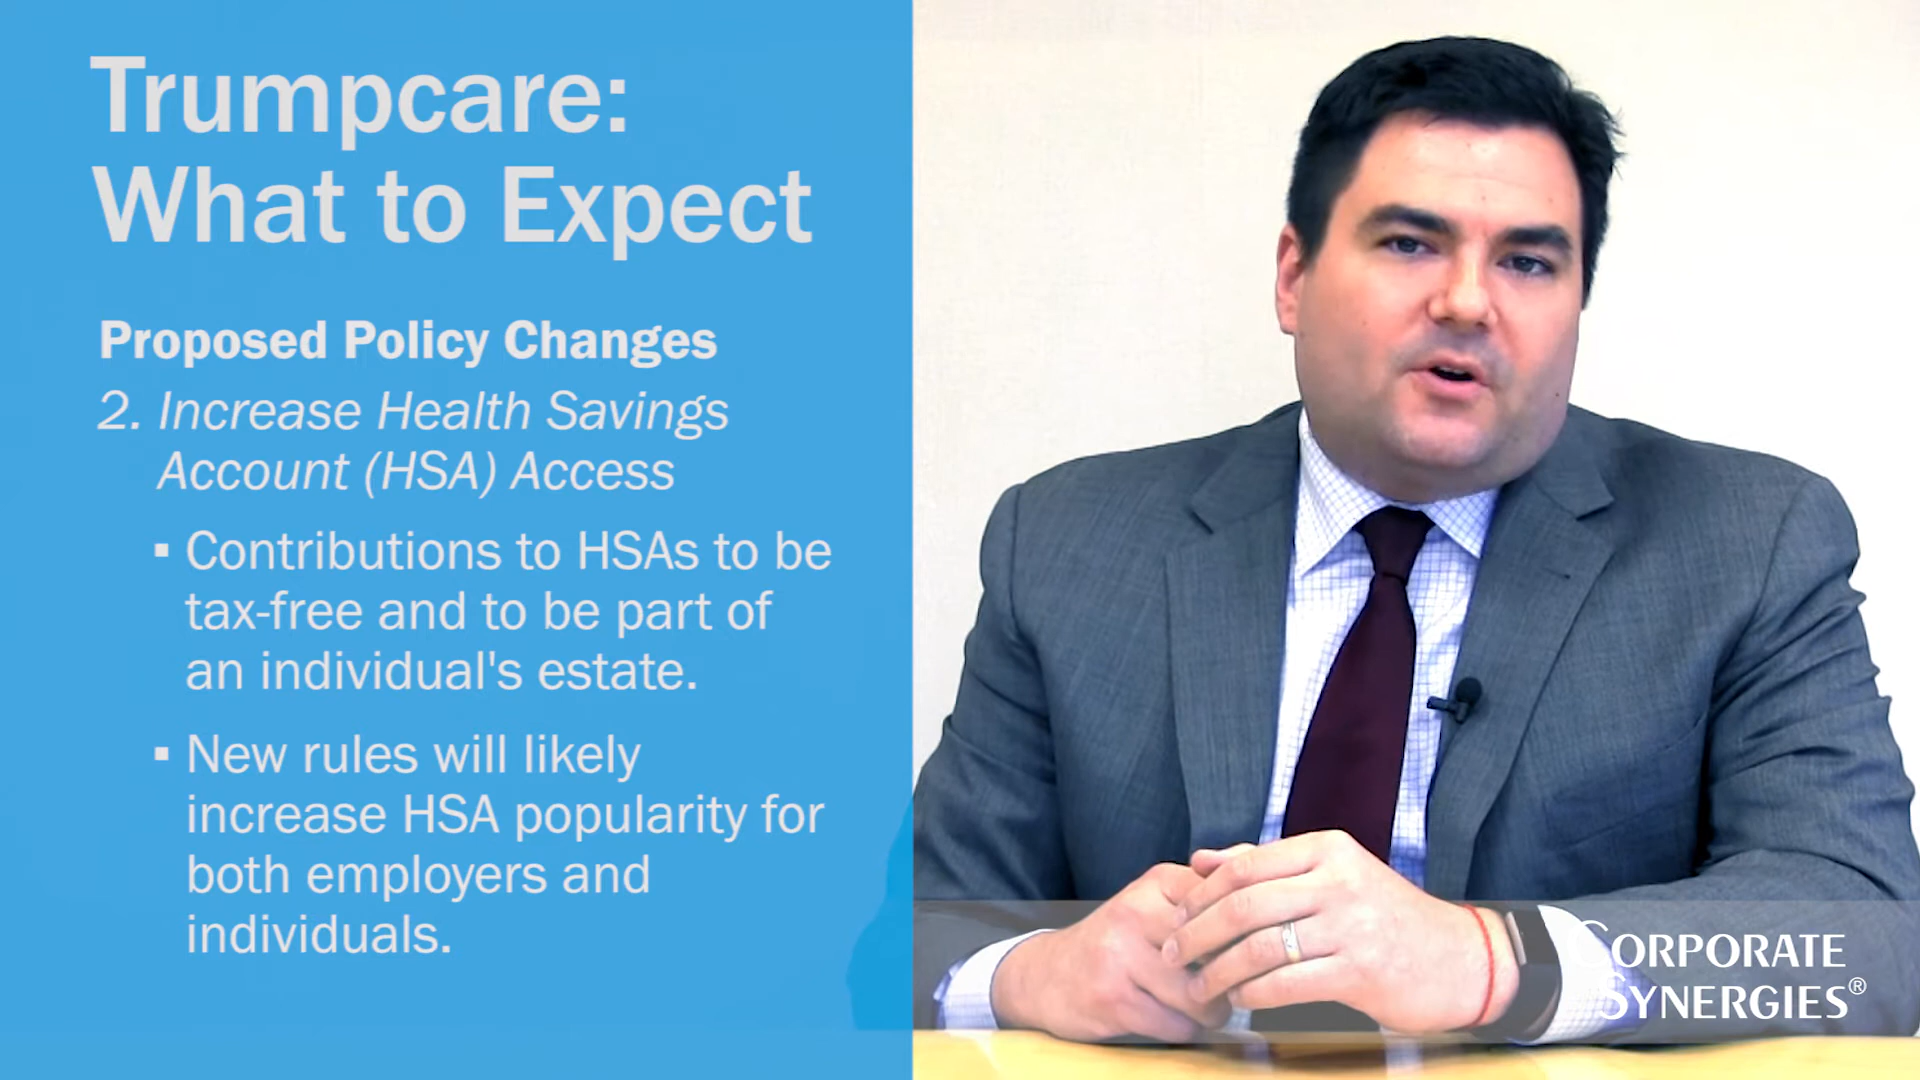 Trumpcare:
What to Expect
Proposed Policy Changes
2. Increase Health Savings
Account (HSA) Access
▪ Contributions to HSAs to be
tax-free and to be part of
an individual's estate.
▪ New rules will likely
increase HSA popularity for
both employers and
individuals.
CORPORATE
SYNERGIES®